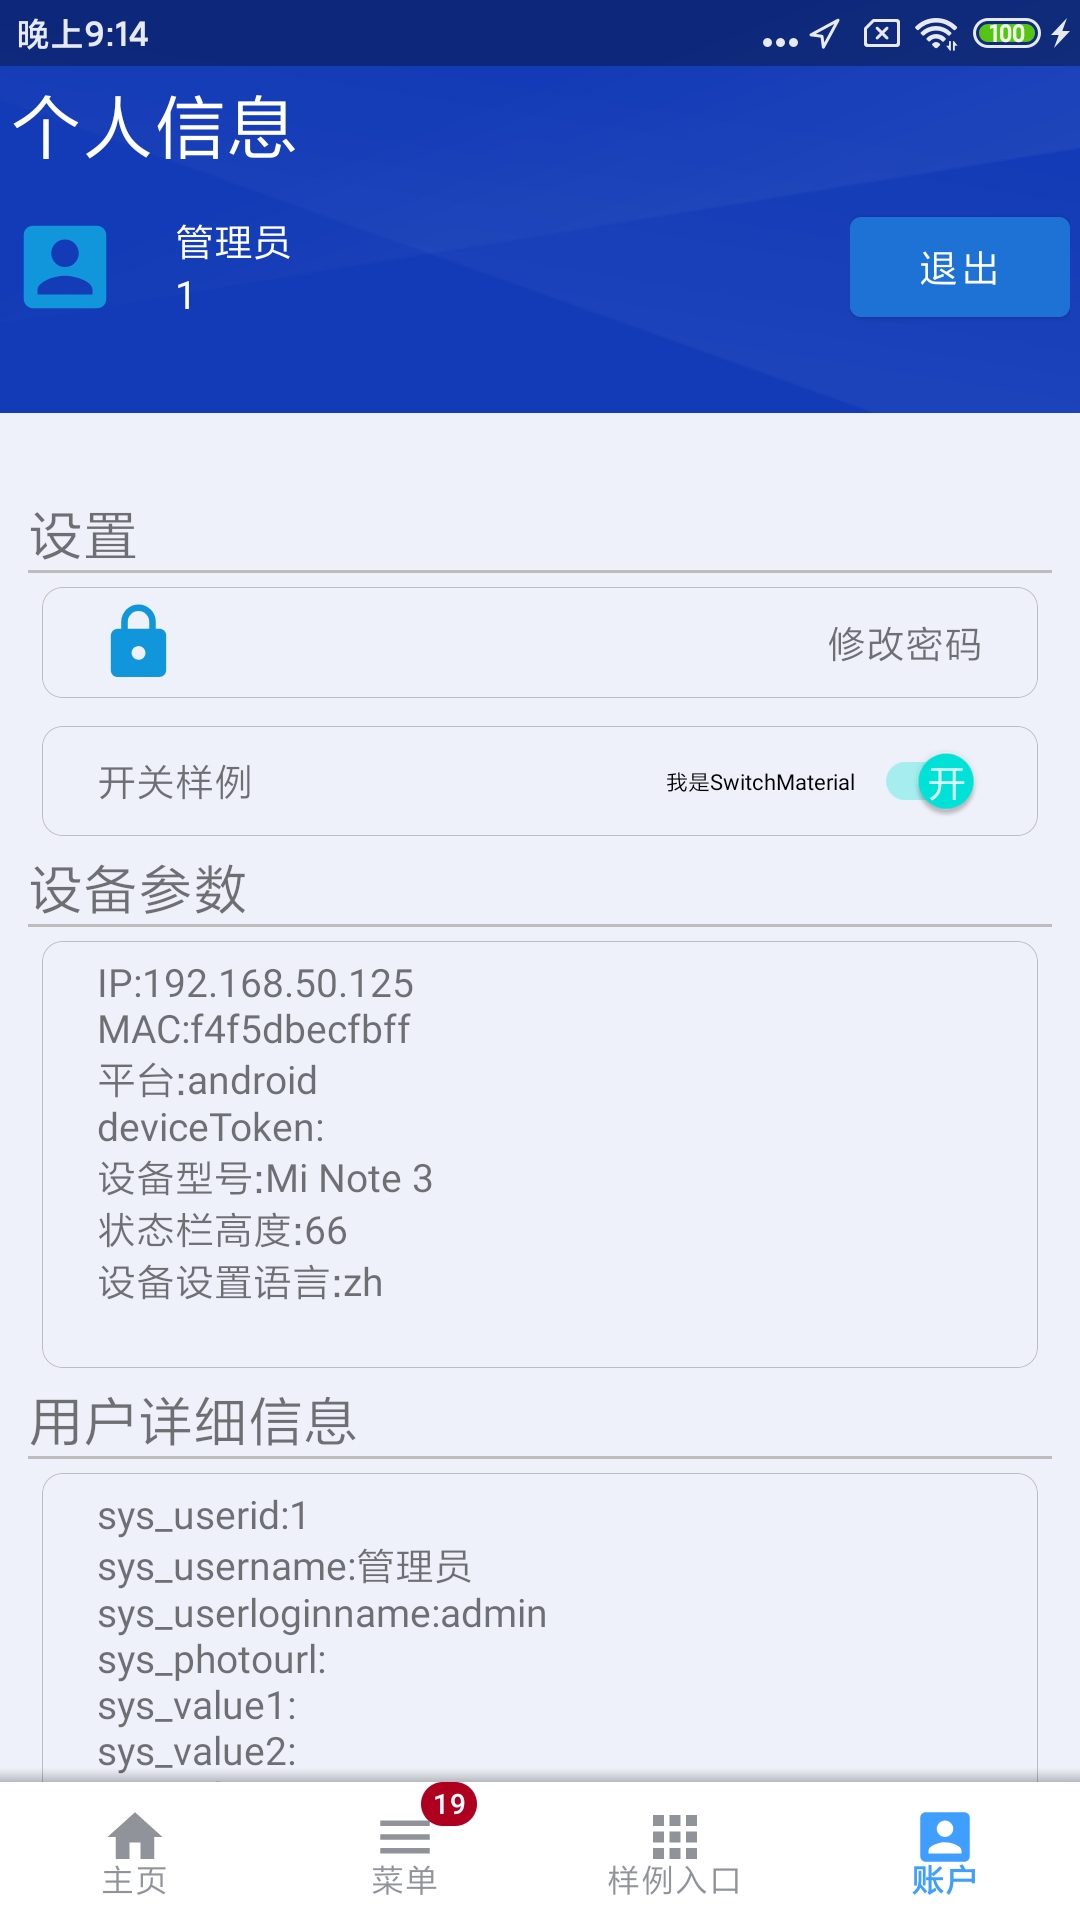 晚上9:14
100
个人信息
管理员
1
退出
设置
修改密码
开关样例
我是SwitchMaterial
开
设备参数
IP:192.168.50.125
MAC:f4f5dbecfbff
平台:android
deviceToken:
设备型号:Mi Note 3
状态栏高度:66
设备设置语言:zh
用户详细信息
sys_userid:1
sys_username:管理员
sys_userloginname:admin
sys_photourl:
sys_value1:
sys_value2:
19
主页
菜单
样例入口
账户